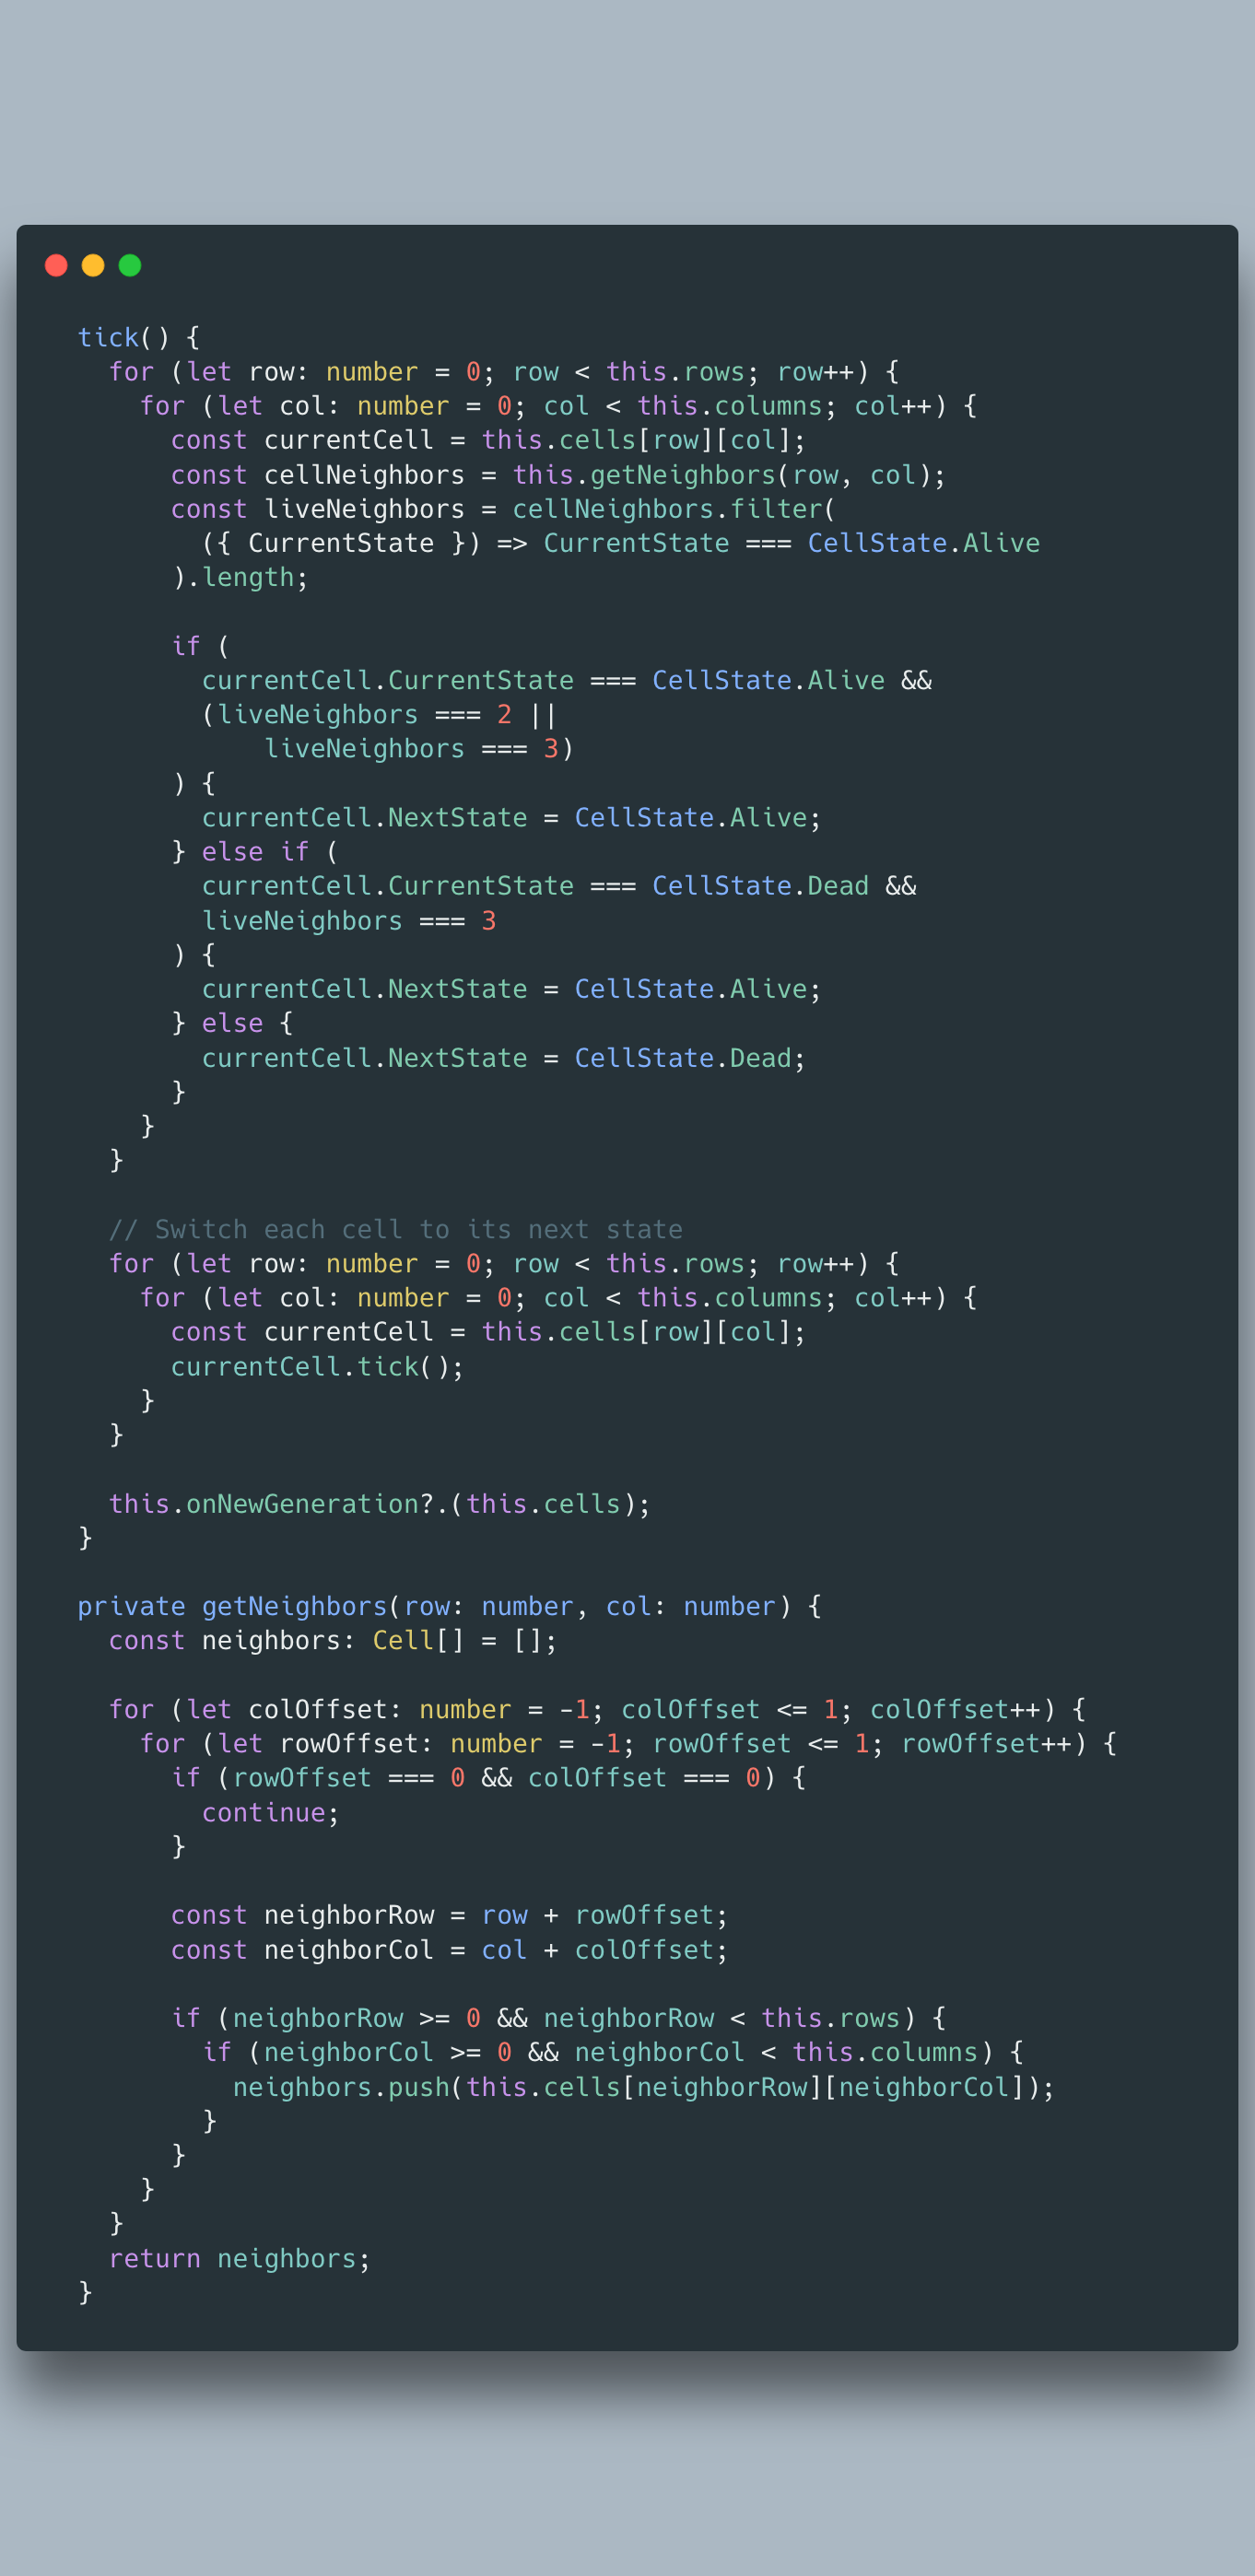 tick() {
  for (let row: number = 0; row < this.rows; row++) {
    for (let col: number = 0; col < this.columns; col++) {
      const currentCell = this.cells[row][col];
      const cellNeighbors = this.getNeighbors(row, col);
      const liveNeighbors = cellNeighbors.filter(
        ({ CurrentState }) => CurrentState === CellState.Alive
      ).length;

      if (
        currentCell.CurrentState === CellState.Alive &&
        (liveNeighbors === 2 ||
            liveNeighbors === 3)
      ) {
        currentCell.NextState = CellState.Alive;
      } else if (
        currentCell.CurrentState === CellState.Dead &&
        liveNeighbors === 3
      ) {
        currentCell.NextState = CellState.Alive;
      } else {
        currentCell.NextState = CellState.Dead;
      }
    }
  }

  // Switch each cell to its next state
  for (let row: number = 0; row < this.rows; row++) {
    for (let col: number = 0; col < this.columns; col++) {
      const currentCell = this.cells[row][col];
      currentCell.tick();
    }
  }

  this.onNewGeneration?.(this.cells);
}

private getNeighbors(row: number, col: number) {
  const neighbors: Cell[] = [];

  for (let colOffset: number = -1; colOffset <= 1; colOffset++) {
    for (let rowOffset: number = -1; rowOffset <= 1; rowOffset++) {
      if (rowOffset === 0 && colOffset === 0) {
        continue;
      }

      const neighborRow = row + rowOffset;
      const neighborCol = col + colOffset;

      if (neighborRow >= 0 && neighborRow < this.rows) {
        if (neighborCol >= 0 && neighborCol < this.columns) {
          neighbors.push(this.cells[neighborRow][neighborCol]);
        }
      }
    }
  }
  return neighbors;
}